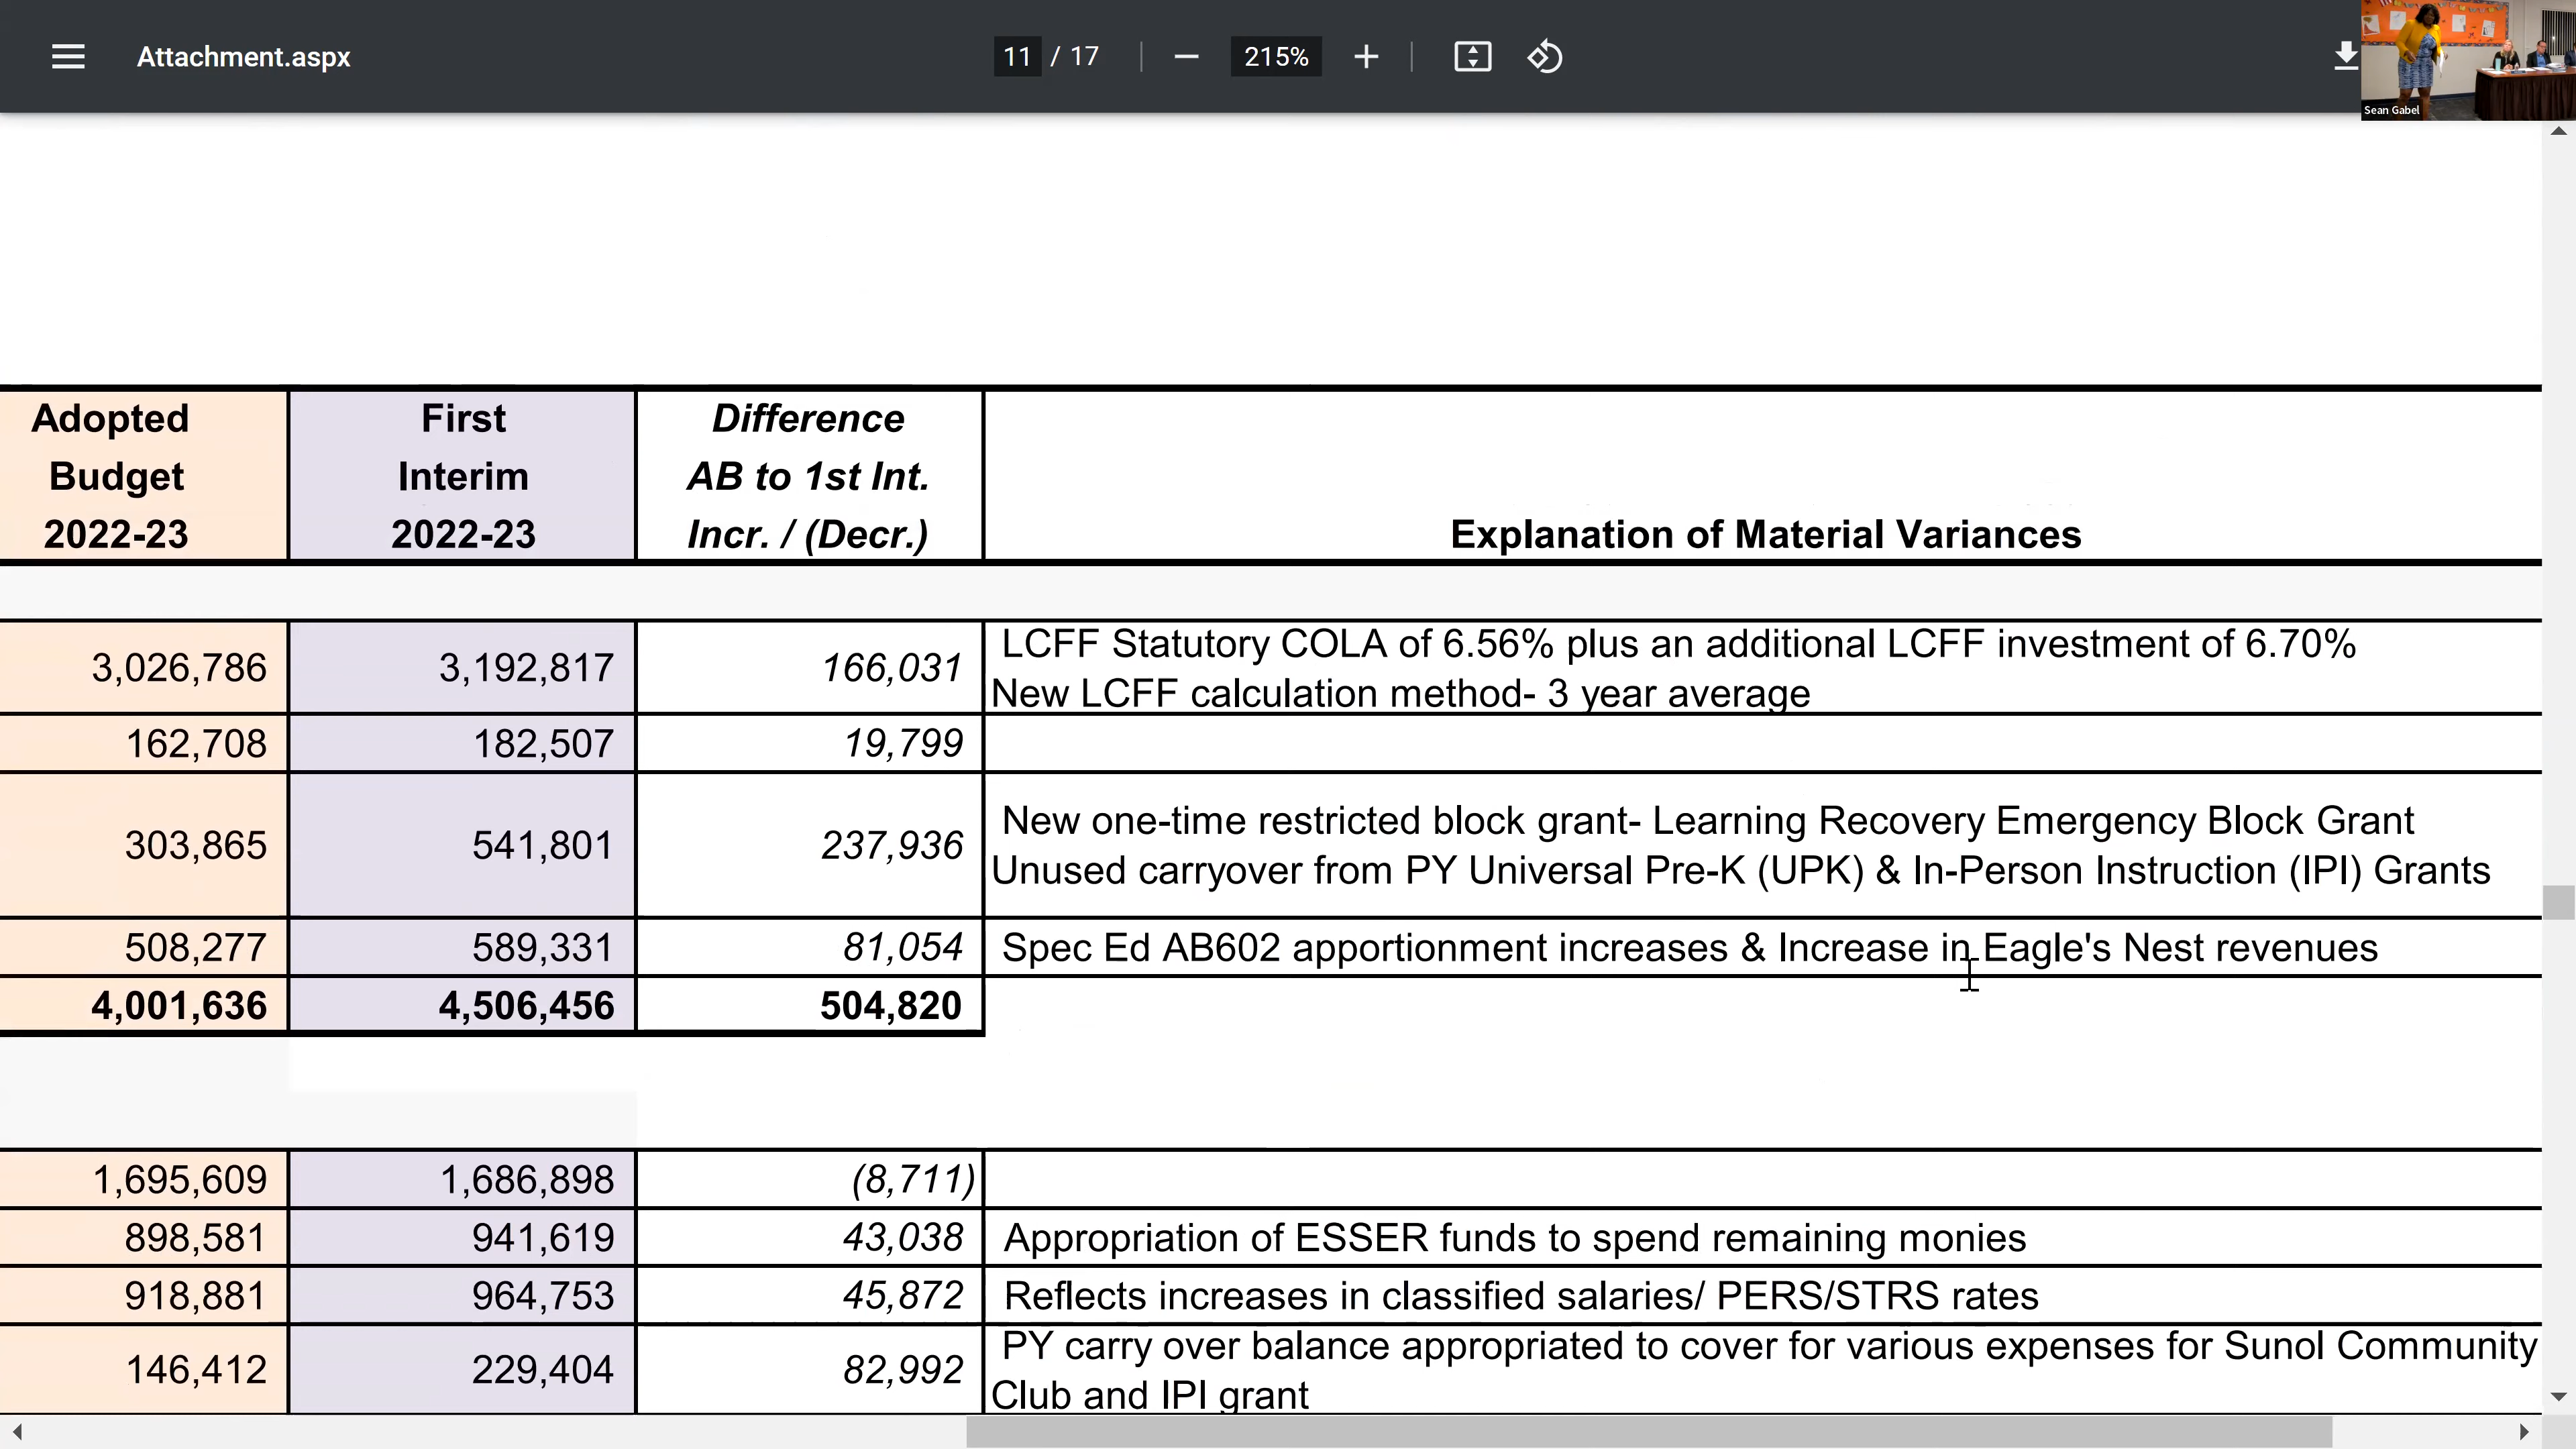 Attachment.aspx
11 / 17
215%
Sean Gabel
Adopted Budget 2022-23
First Interim 2022-23
Difference AB to 1st Int. Incr. / (Decr.)
Explanation of Material Variances
3,026,786 3,192,817 166,031 LCFF Statutory COLA of 6.56% plus an additional LCFF investment of 6.70%
New LCFF calculation method- 3 year average
162,708 182,507 19,799
303,865 541,801 237,936 New one-time restricted block grant- Learning Recovery Emergency Block Grant
Unused carryover from PY Universal Pre-K (UPK) & In-Person Instruction (IPI) Grants
508,277 589,331 81,054 Spec Ed AB602 apportionment increases & Increase in Eagle's Nest revenues
4,001,636 4,506,456 504,820
1,695,609 1,686,898 (8,711)
898,581 941,619 43,038 Appropriation of ESSER funds to spend remaining monies
918,881 964,753 45,872 Reflects increases in classified salaries/ PERS/STRS rates
146,412 229,404 82,992 PY carry over balance appropriated to cover for various expenses for Sunol Community
Club and IPI grant